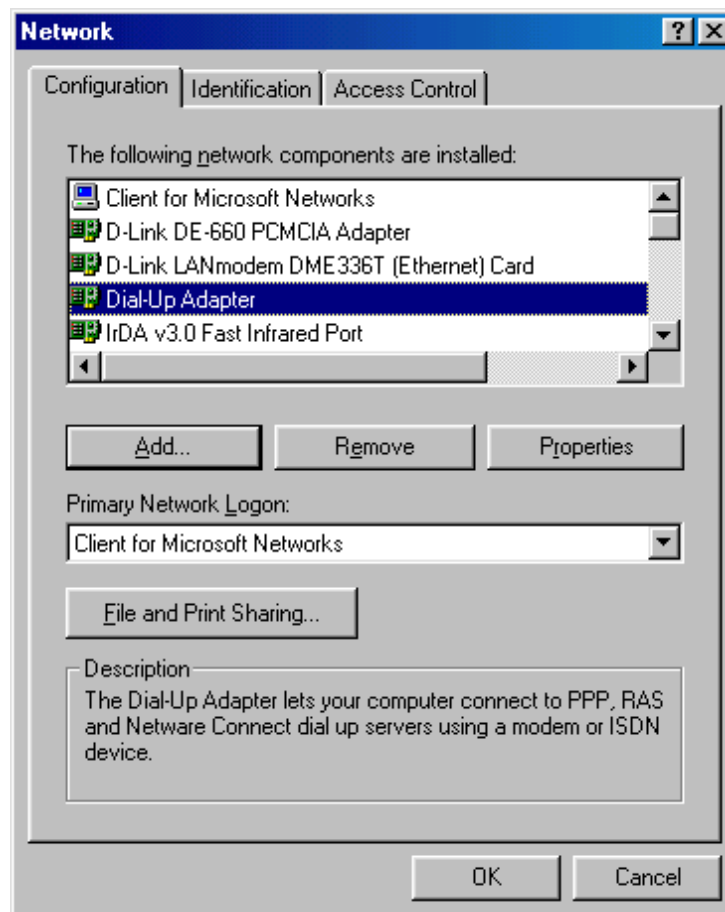 Network
Configuration Identification Access Control
The following network components are installed:
Client for Microsoft Networks
D-Link DE-660 PCMCIA Adapter
D-Link LANmodem DME336T (Ethernet) Card
Dial-Up Adapter
IrDA v3.0 Fast Infrared Port
Add... Remove Properties
Primary Network Logon:
Client for Microsoft Networks
File and Print Sharing...
Description
The Dial-Up Adapter lets your computer connect to PPP, RAS
and Netware Connect dial up servers using a modem or ISDN
device.
OK Cancel